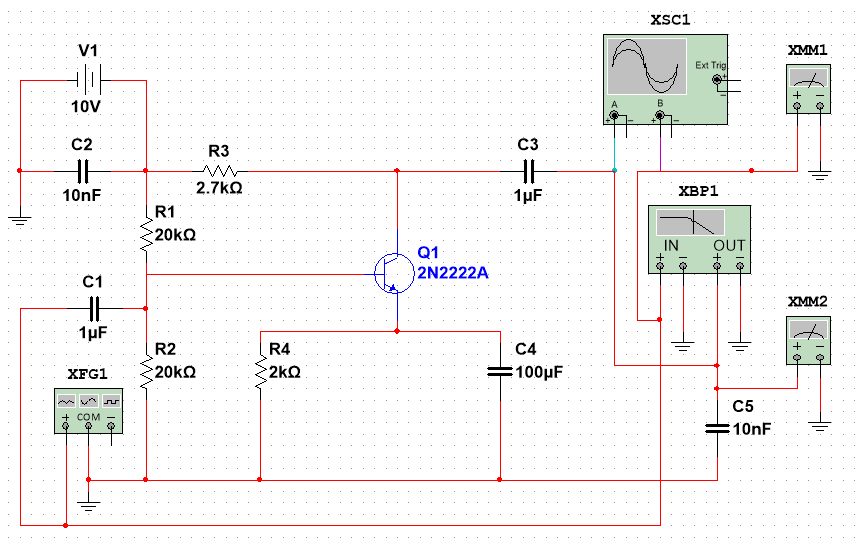 XSC1
V1
XMM1
10V
Ext Trig
+
−
A
B
+ − + −
+ −
C2
10nF
R3
2.7kΩ
C3
1µF
XBP1
R1
20kΩ
IN OUT
+ − + −
Q1
2N2222A
C1
1µF
XMM2
+ −
R2
20kΩ
R4
2kΩ
C4
100µF
XFG1
+ COM −
C5
10nF